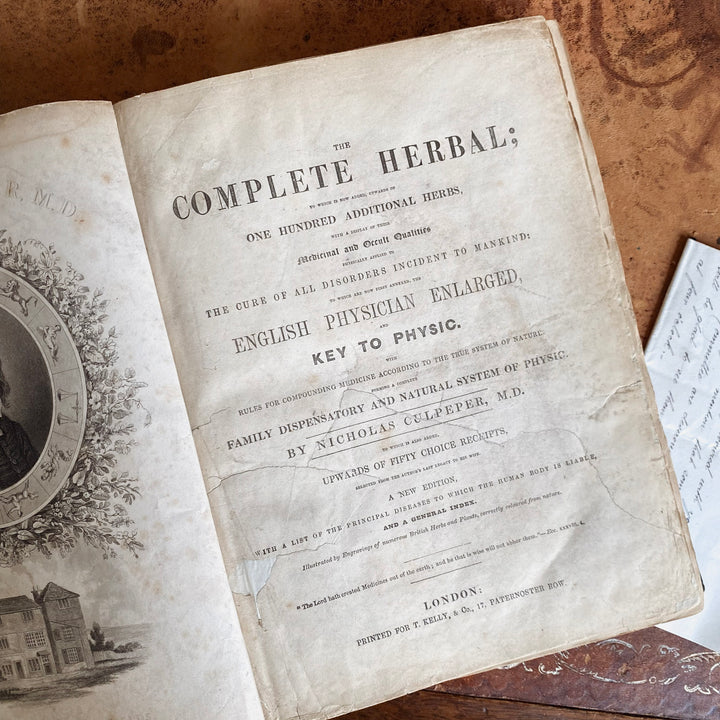 R, M.D.
THE
COMPLETE HERBAL;
TO WHICH IS NOW ADDED, UPWARDS OF
ONE HUNDRED ADDITIONAL HERBS,
WITH A DISPLAY OF THEIR
Medicinal and Occult Qualities
PHYSICALLY APPLIED TO
THE CURE OF ALL DISORDERS INCIDENT TO MANKIND:
TO WHICH ARE NOW FIRST ANNEXED, THE
ENGLISH PHYSICIAN ENLARGED,
AND
KEY TO PHYSIC.
WITH
RULES FOR COMPOUNDING MEDICINE ACCORDING TO THE TRUE SYSTEM OF NATURE:
FORMING A COMPLETE
FAMILY DISPENSATORY AND NATURAL SYSTEM OF PHYSIC.
BY NICHOLAS CULPEPER, M.D.
TO WHICH IS ALSO ADDED,
UPWARDS OF FIFTY CHOICE RECEIPTS,
SELECTED FROM THE AUTHOR'S LAST LEGACY TO HIS WIFE.
A NEW EDITION,
WITH A LIST OF THE PRINCIPAL DISEASES TO WHICH THE HUMAN BODY IS LIABLE,
AND A GENERAL INDEX.
Illustrated by Engravings of numerous British Herbs and Plants, correctly coloured from nature.
"The Lord hath created Medicines out of the earth; and he that is wise will not abhor them."—Ecc. xxxviii. 4.
LONDON:
PRINTED FOR T. KELLY, & Co., 17, PATERNOSTER ROW.